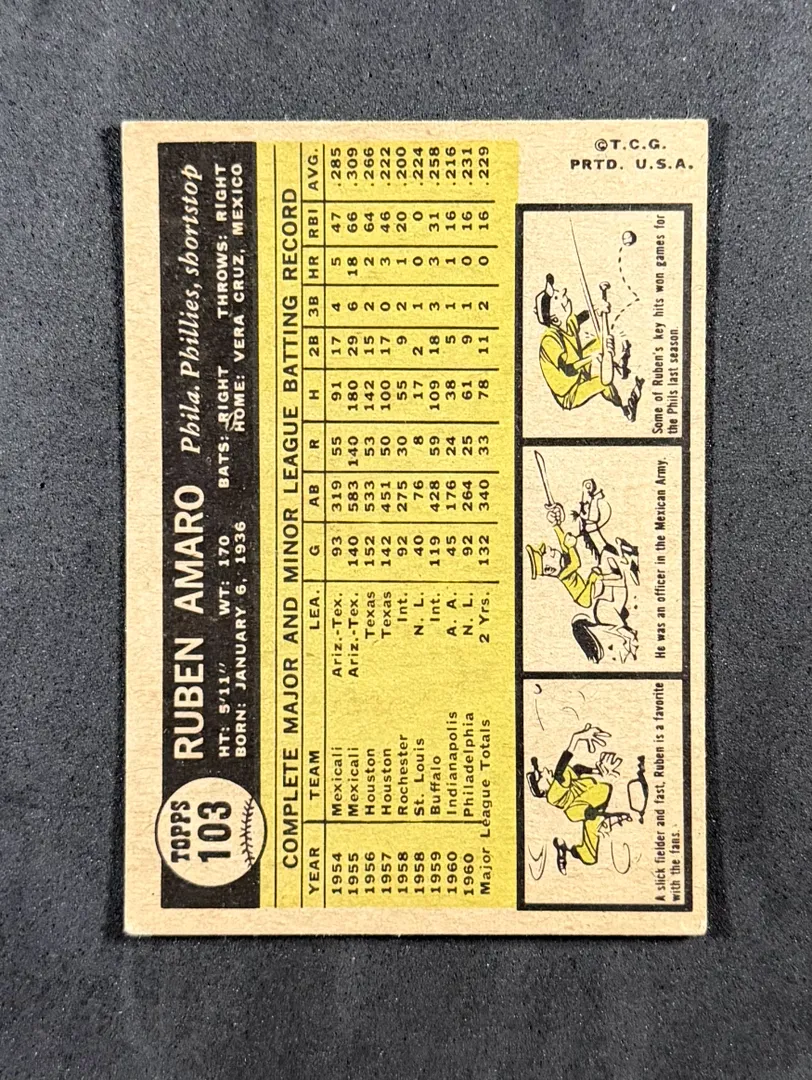 TOPPS
103
RUBEN AMARO Phila. Phillies, shortstop
HT: 5'11" WT: 170 BATS: RIGHT THROWS: RIGHT
BORN: JANUARY 6, 1936 HOME: VERA CRUZ, MEXICO
COMPLETE MAJOR AND MINOR LEAGUE BATTING RECORD
YEAR TEAM LEA. G AB R H 2B 3B HR RBI AVG.
1954 Mexicali Ariz.-Tex. 93 319 55 91 17 4 5 47 .285
1955 Mexicali Ariz.-Tex. 140 583 140 180 29 6 18 66 .309
1956 Houston Texas 152 533 53 142 15 2 2 64 .266
1957 Houston Texas 142 451 50 100 17 0 3 46 .222
1958 Rochester Int. 92 275 30 55 9 2 1 20 .200
1958 St. Louis N. L. 40 76 8 17 2 1 0 0 .224
1959 Buffalo Int. 119 428 59 109 18 3 3 31 .258
1960 Indianapolis A. A. 45 176 24 38 5 1 1 16 .216
1960 Philadelphia N. L. 92 264 25 61 9 1 0 16 .231
Major League Totals 2 Yrs. 132 340 33 78 11 2 0 16 .229
A slick fielder and fast, Ruben is a favorite
with the fans.
He was an officer in the Mexican Army.
Some of Ruben's key hits won games for
the Phils last season.
©T.C.G.
PRTD. U.S.A.